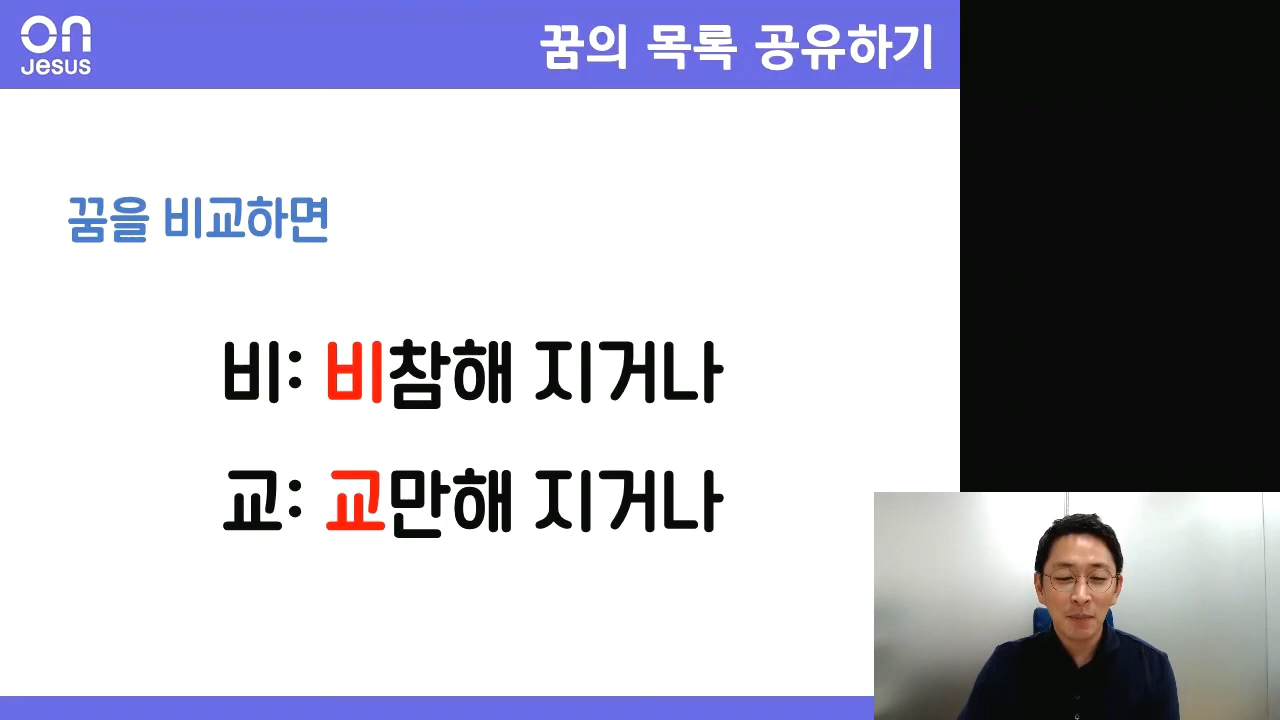 on
Jesus
꿈의 목록 공유하기
꿈을 비교하면
비: 비참해 지거나
교: 교만해 지거나